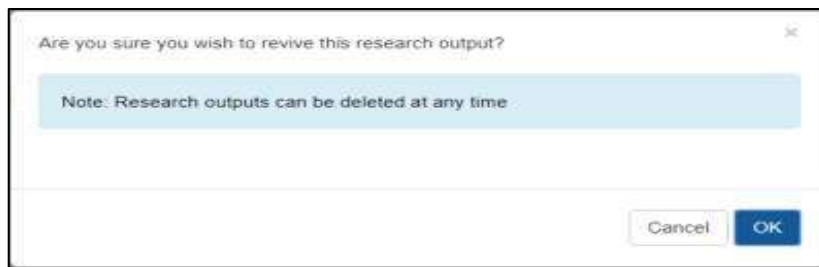 Are you sure you wish to revive this research output?
×
Note: Research outputs can be deleted at any time
Cancel
OK